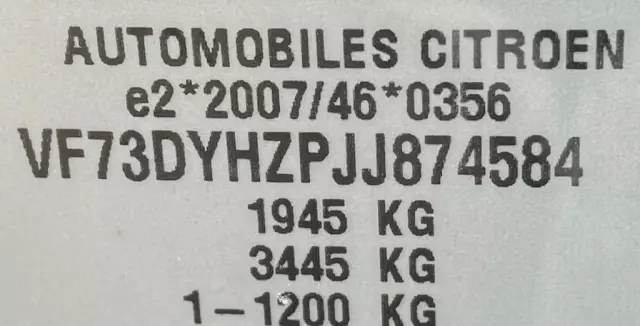 AUTOMOBILES CITROEN
e2*2007/46*0356
VF73DYHZPJJ874584
1945 KG
3445 KG
1-1200 KG